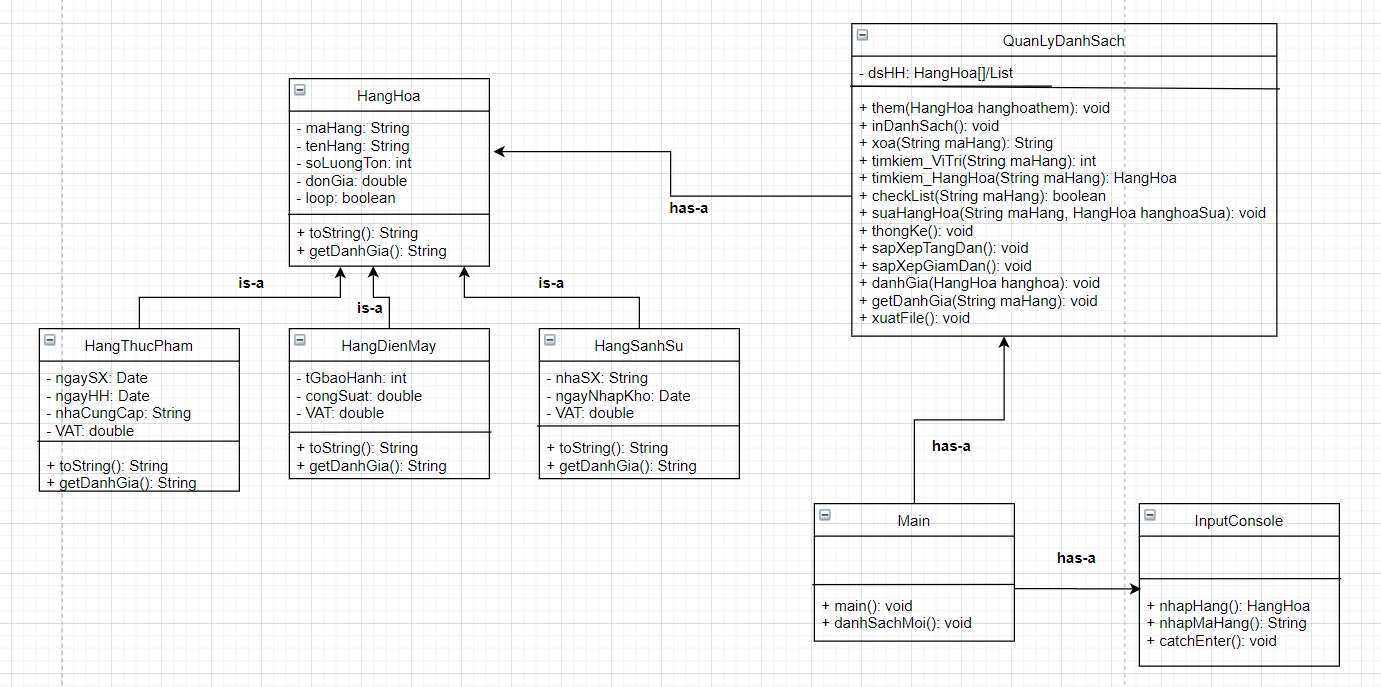 HangHoa
- maHang: String
- tenHang: String
- soLuongTon: int
- donGia: double
- loop: boolean
+ toString(): String
+ getDanhGia(): String
QuanLyDanhSach
- dsHH: HangHoa[]/List
+ them(HangHoa hanghoathem): void
+ inDanhSach(): void
+ xoa(String maHang): String
+ timkiem_ViTri(String maHang): int
+ timkiem_HangHoa(String maHang): HangHoa
+ checkList(String maHang): boolean
+ suaHangHoa(String maHang, HangHoa hanghoaSua): void
+ thongKe(): void
+ sapXepTangDan(): void
+ sapXepGiamDan(): void
+ danhGia(HangHoa hanghoa): void
+ getDanhGia(String maHang): void
+ xuatFile(): void
has-a
is-a
is-a
is-a
HangThucPham
- ngaySX: Date
- ngayHH: Date
- nhaCungCap: String
- VAT: double
+ toString(): String
+ getDanhGia(): String
HangDienMay
- tGbaoHanh: int
- congSuat: double
- VAT: double
+ toString(): String
+ getDanhGia(): String
HangSanhSu
- nhaSX: String
- ngayNhapKho: Date
- VAT: double
+ toString(): String
+ getDanhGia(): String
has-a
Main
+ main(): void
+ danhSachMoi(): void
has-a
InputConsole
+ nhapHang(): HangHoa
+ nhapMaHang(): String
+ catchEnter(): void